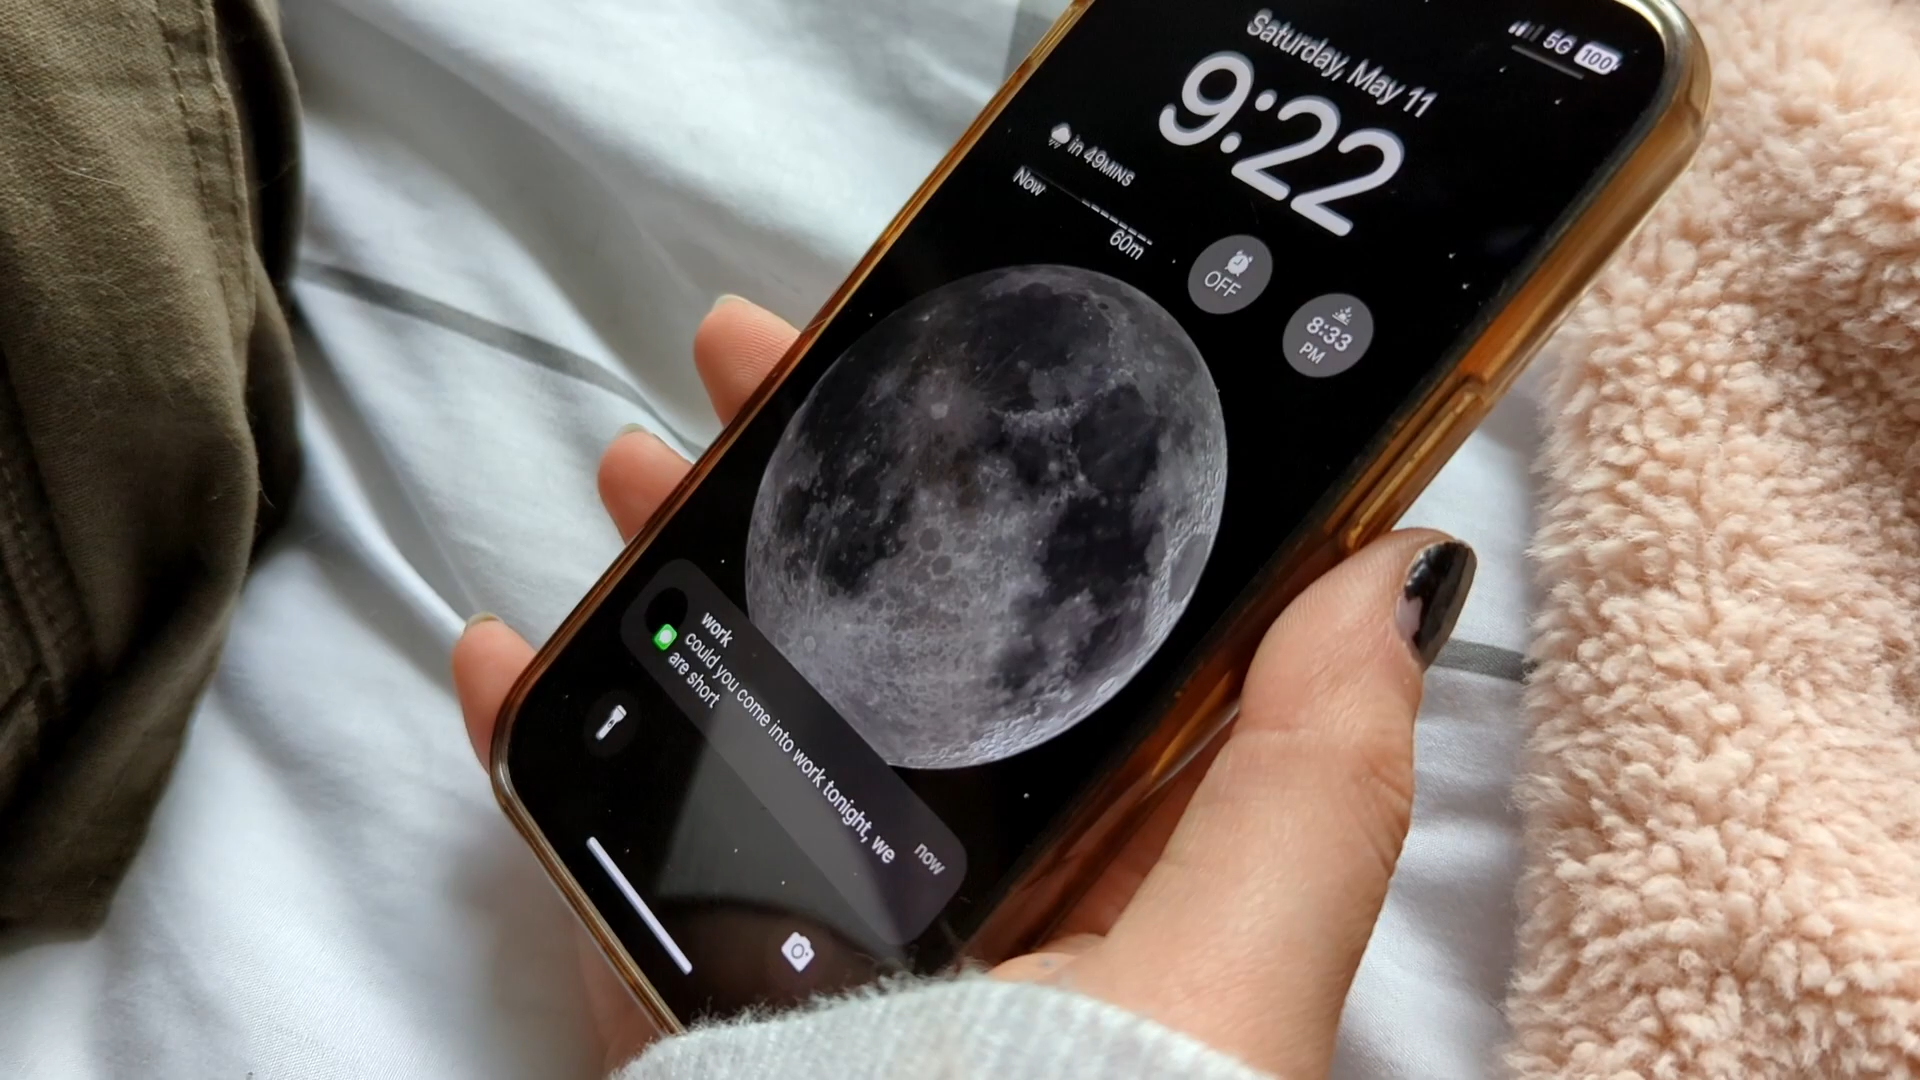 5G 100
Saturday, May 11
9:22
in 49MINS
Now
60m
OFF
8:33
PM
work
now
could you come into work tonight, we
are short